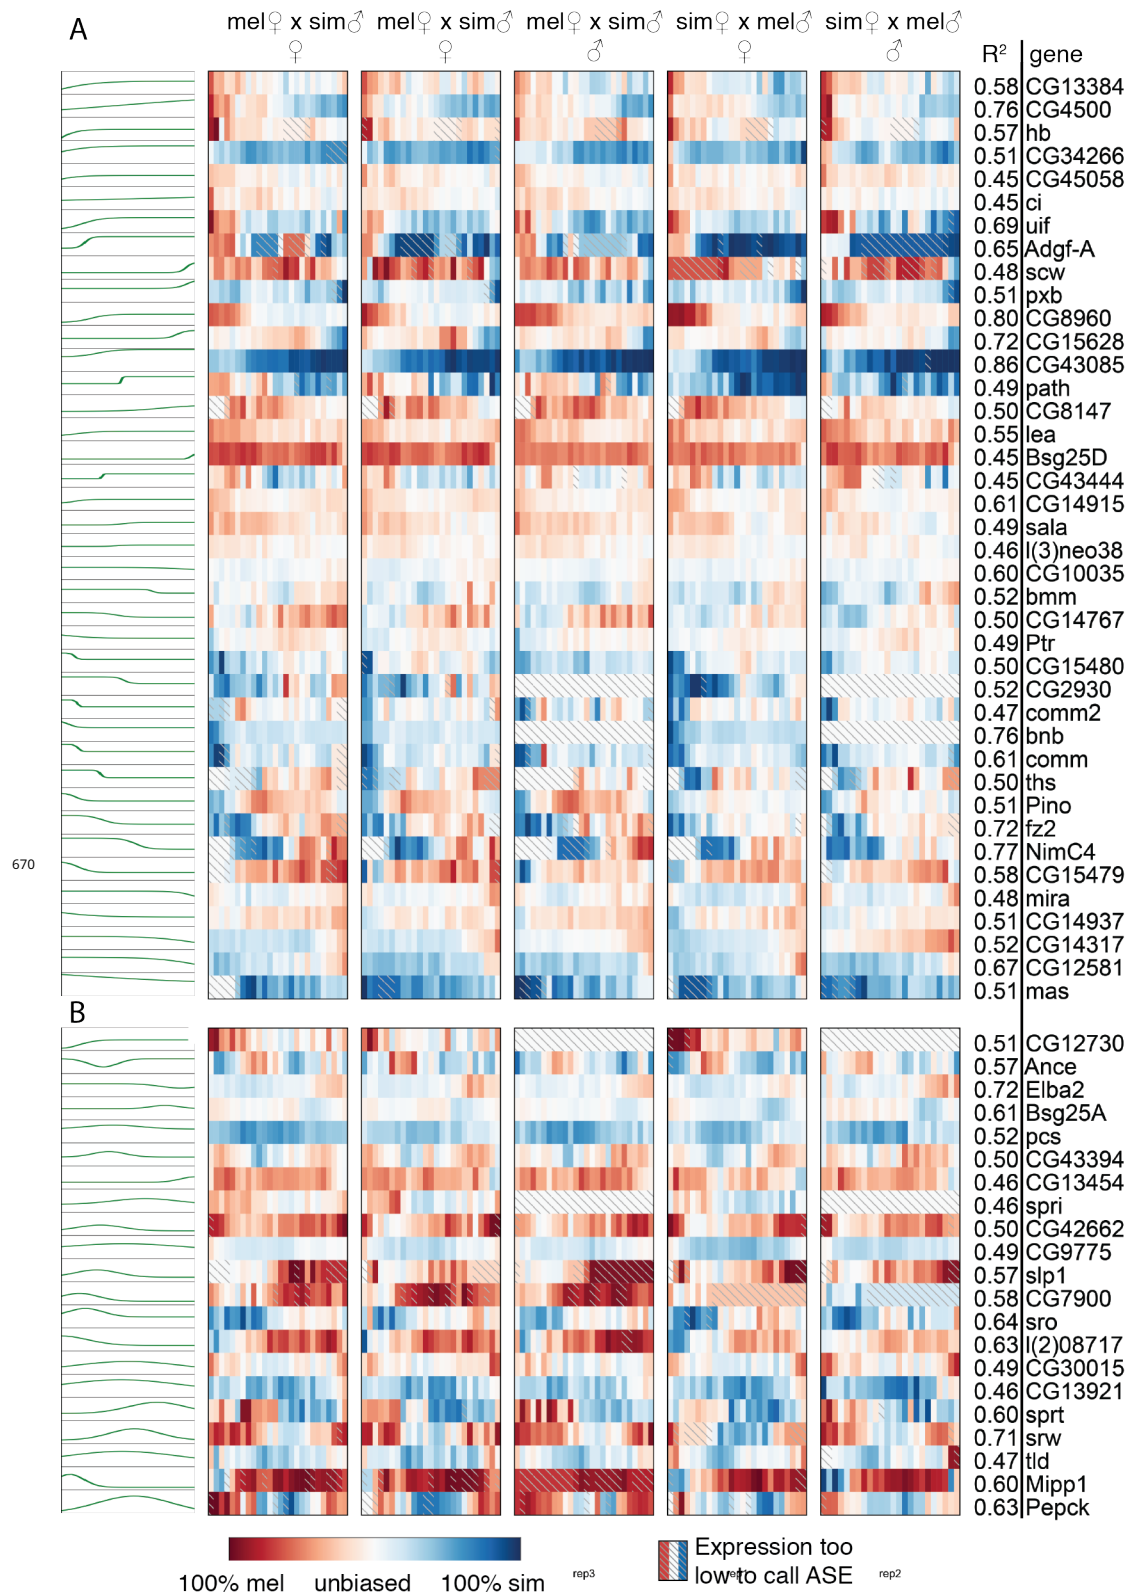 A
mel♀ x sim♂ mel♀ x sim♂ mel♀ x sim♂ sim♀ x mel♂ sim♀ x mel♂
♀ ♀ ♂ ♀ ♂ R² gene
0.58 CG13384
0.76 CG4500
0.57 hb
0.51 CG34266
0.45 CG45058
0.45 ci
0.69 uif
0.65 Adgf-A
0.48 scw
0.51 pxb
0.80 CG8960
0.72 CG15628
0.86 CG43085
0.49 path
0.50 CG8147
0.55 lea
0.45 Bsg25D
0.45 CG43444
0.61 CG14915
0.49 sala
0.46 l(3)neo38
0.60 CG10035
0.52 bmm
0.50 CG14767
0.49 Ptr
0.50 CG15480
0.52 CG2930
0.47 comm2
0.76 bnb
0.61 comm
0.50 ths
0.51 Pino
0.72 fz2
0.77 NimC4
670
0.58 CG15479
0.48 mira
0.51 CG14937
0.52 CG14317
0.67 CG12581
0.51 mas
B
0.51 CG12730
0.57 Ance
0.72 Elba2
0.61 Bsg25A
0.52 pcs
0.50 CG43394
0.46 CG13454
0.46 spri
0.50 CG42662
0.49 CG9775
0.57 slp1
0.58 CG7900
0.64 sro
0.63 l(2)08717
0.49 CG30015
0.46 CG13921
0.60 sprt
0.71 srw
0.47 tld
0.60 Mipp1
0.63 Pepck
Expression too
low to call ASE
100% mel unbiased 100% sim
rep3 rep1 rep2